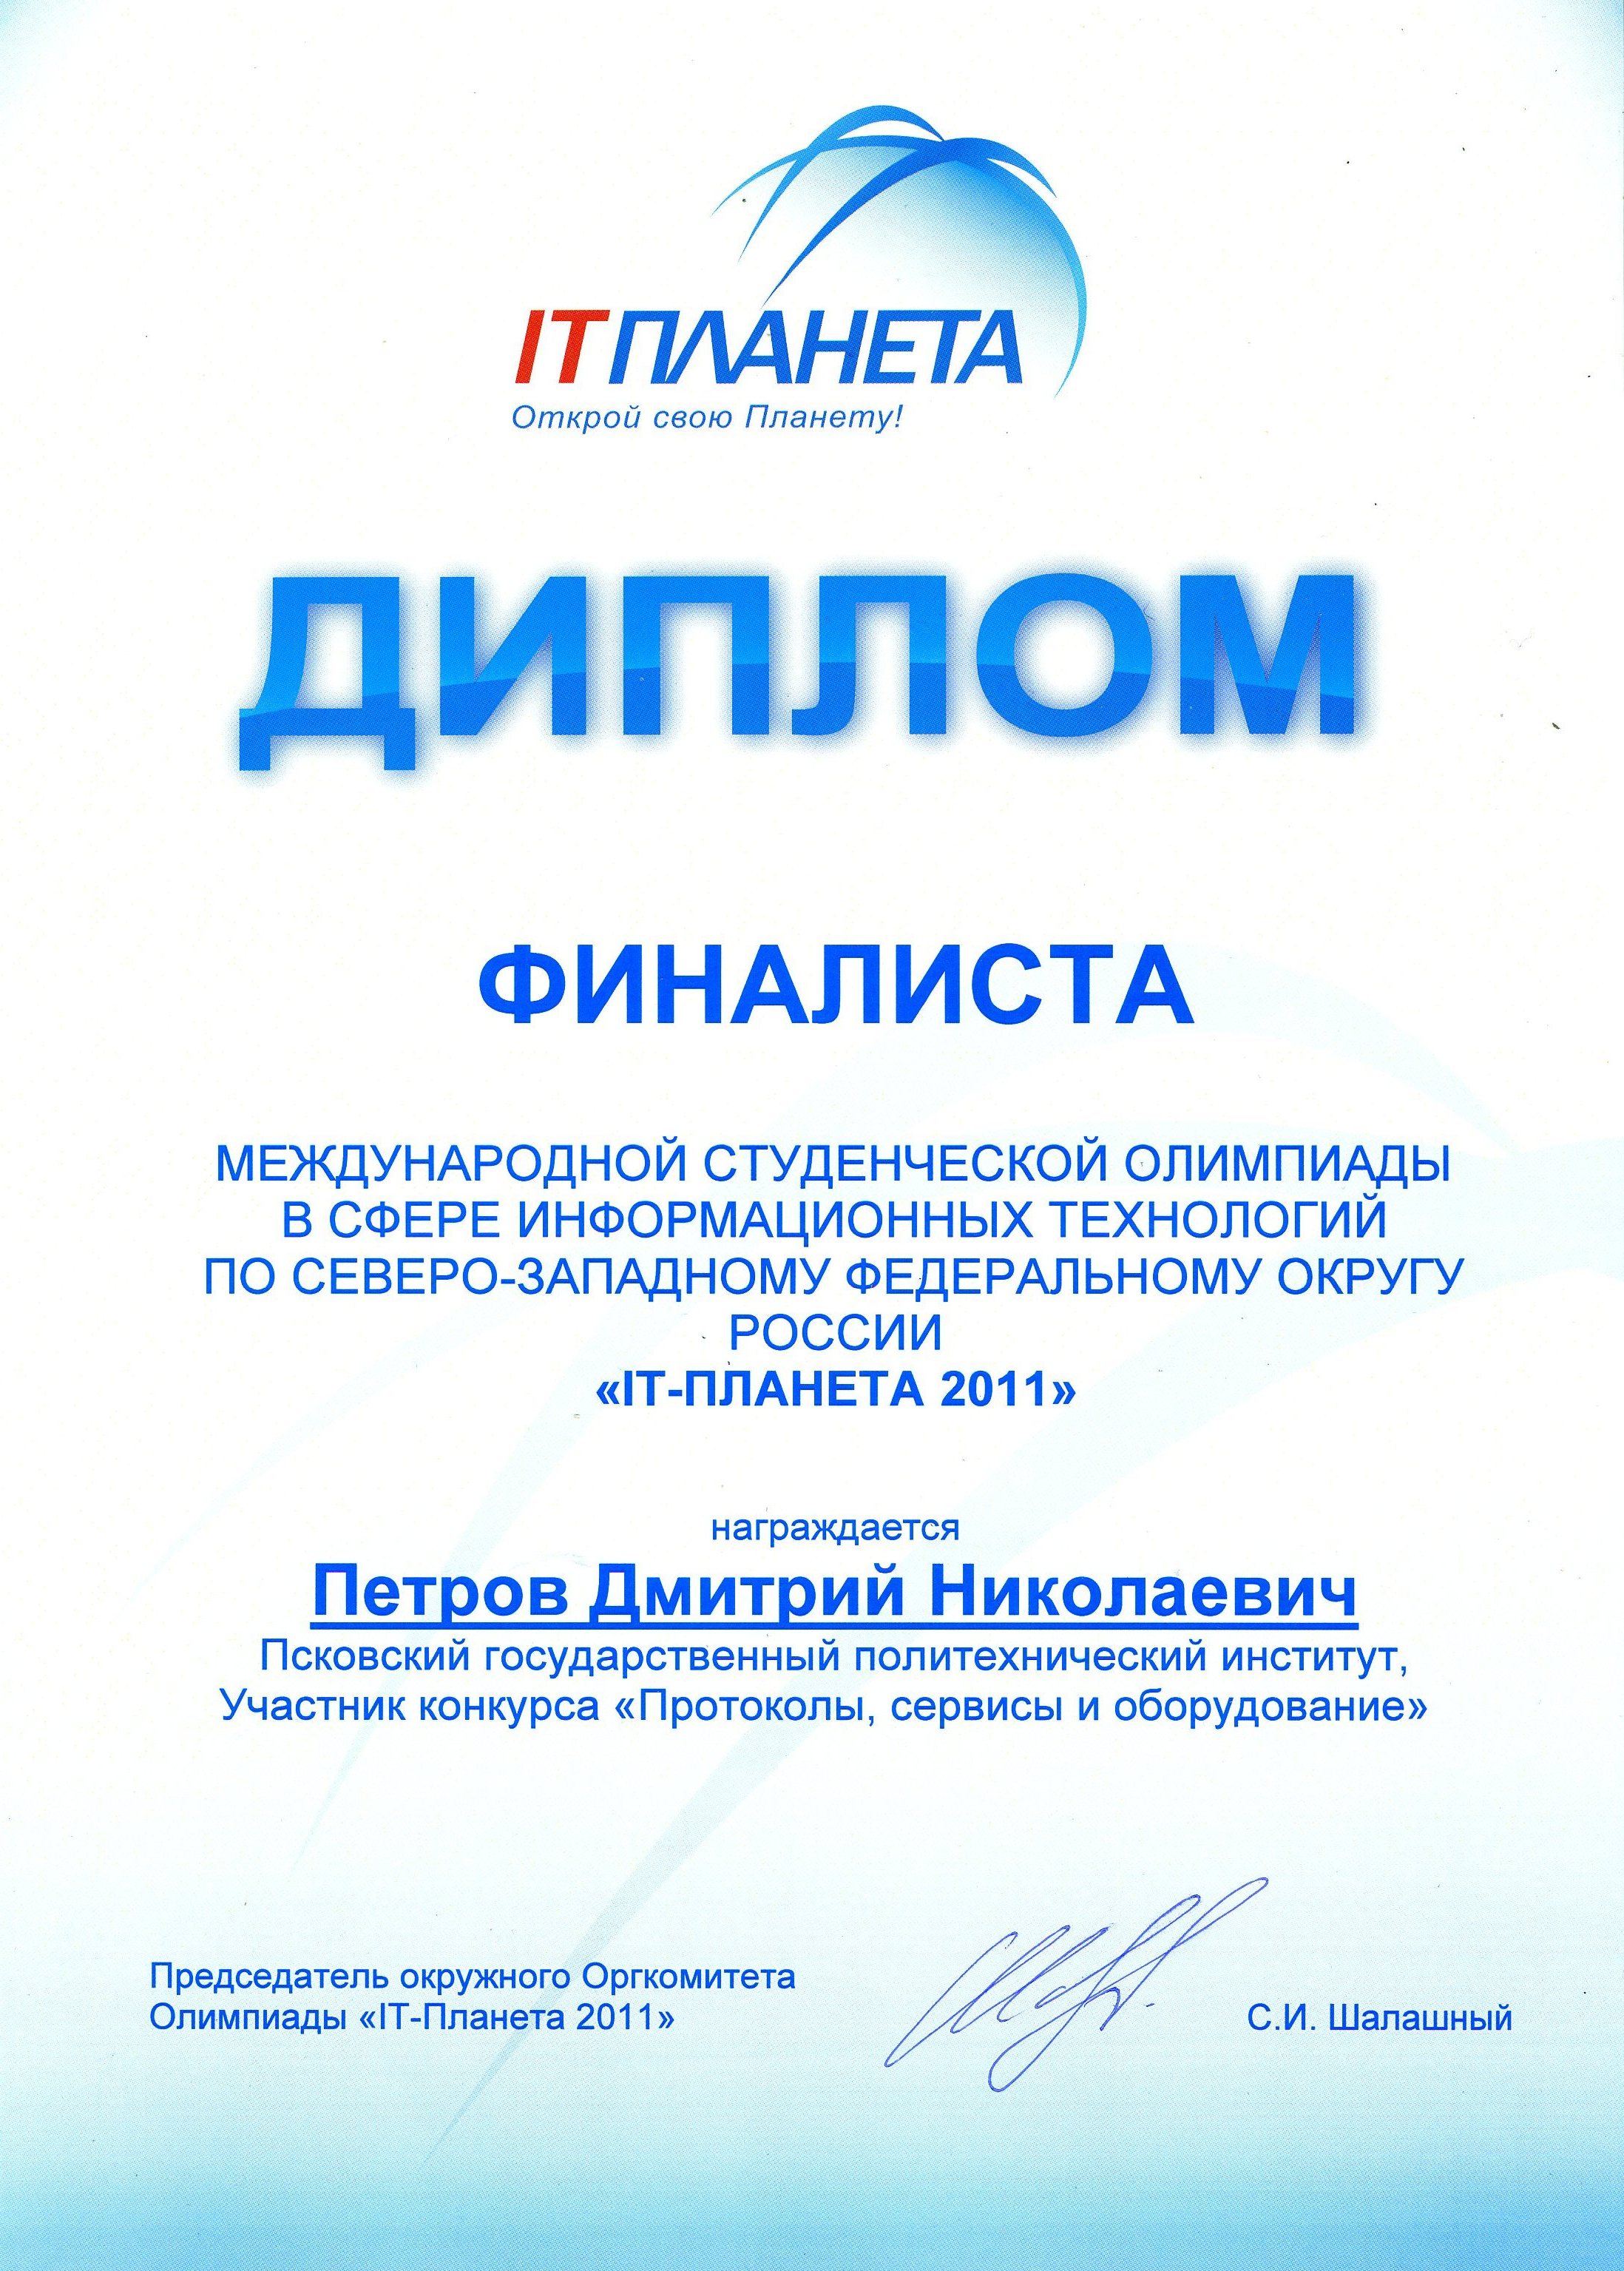 IT ПЛАНЕТА
Открой свою Планету!
ДИПЛОМ
ФИНАЛИСТА
МЕЖДУНАРОДНОЙ СТУДЕНЧЕСКОЙ ОЛИМПИАДЫ
В СФЕРЕ ИНФОРМАЦИОННЫХ ТЕХНОЛОГИЙ
ПО СЕВЕРО-ЗАПАДНОМУ ФЕДЕРАЛЬНОМУ ОКРУГУ
РОССИИ
«IT-ПЛАНЕТА 2011»
награждается
Петров Дмитрий Николаевич
Псковский государственный политехнический институт,
Участник конкурса «Протоколы, сервисы и оборудование»
Председатель окружного Оргкомитета
Олимпиады «IT-Планета 2011»
С.И. Шалашный